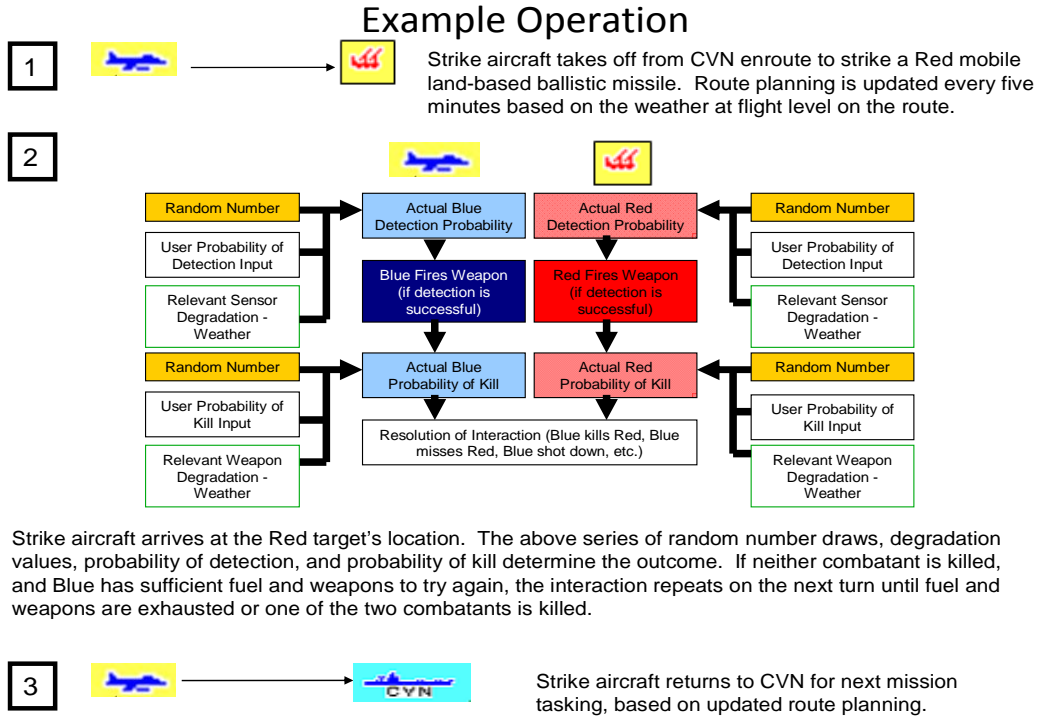 Example Operation
1
Strike aircraft takes off from CVN enroute to strike a Red mobile
land-based ballistic missile. Route planning is updated every five
minutes based on the weather at flight level on the route.
2
Random Number
User Probability of
Detection Input
Relevant Sensor
Degradation -
Weather
Random Number
User Probability of
Kill Input
Relevant Weapon
Degradation -
Weather
Actual Blue
Detection Probability
Blue Fires Weapon
(if detection is
successful)
Actual Blue
Probability of Kill
Actual Red
Detection Probability
Red Fires Weapon
(if detection is
successful)
Actual Red
Probability of Kill
Resolution of Interaction (Blue kills Red, Blue
misses Red, Blue shot down, etc.)
Random Number
User Probability of
Detection Input
Relevant Sensor
Degradation -
Weather
Random Number
User Probability of
Kill Input
Relevant Weapon
Degradation -
Weather
Strike aircraft arrives at the Red target's location. The above series of random number draws, degradation
values, probability of detection, and probability of kill determine the outcome. If neither combatant is killed,
and Blue has sufficient fuel and weapons to try again, the interaction repeats on the next turn until fuel and
weapons are exhausted or one of the two combatants is killed.
3
CVN
Strike aircraft returns to CVN for next mission
tasking, based on updated route planning.